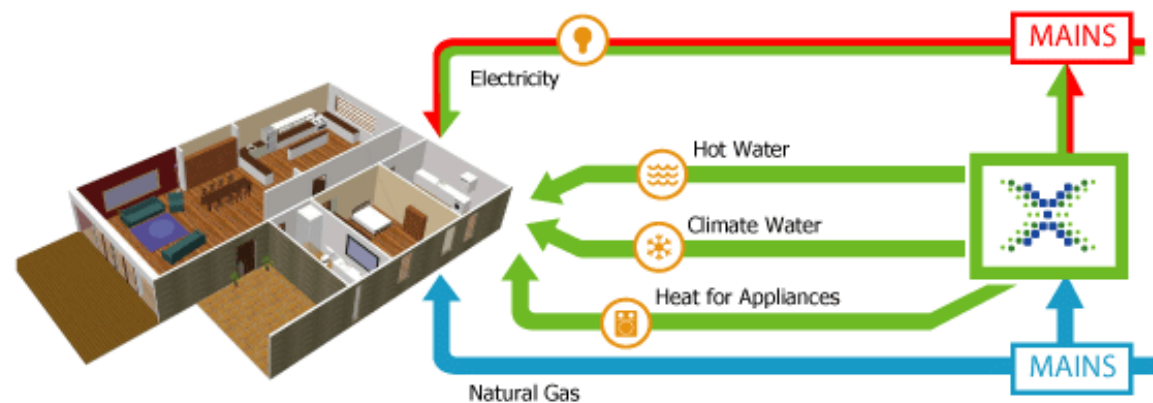 MAINS
Electricity
Hot Water
Climate Water
Heat for Appliances
MAINS
Natural Gas